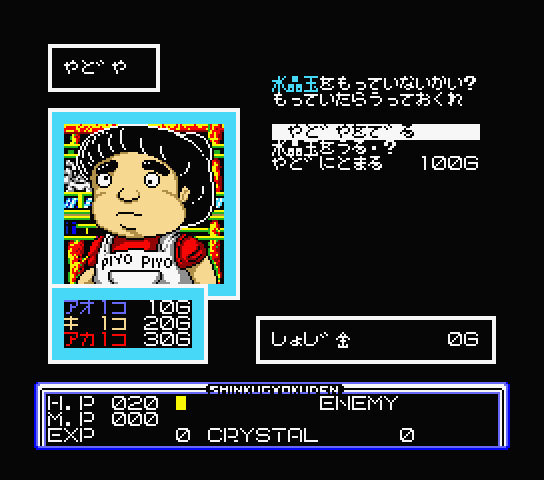 やどや
水晶玉をもっていないかい?
もっていたらうっておくれ
やどやをでる
水晶玉をうる・?
やどにとまる 100G
PIYO PIYO
アオ1コ 10G
キ 1コ 20G
アカ1コ 30G
しょじ金 0G
SHINKUGYOKUDEN
H.P 020 ENEMY
M.P 000
EXP 0 CRYSTAL 0